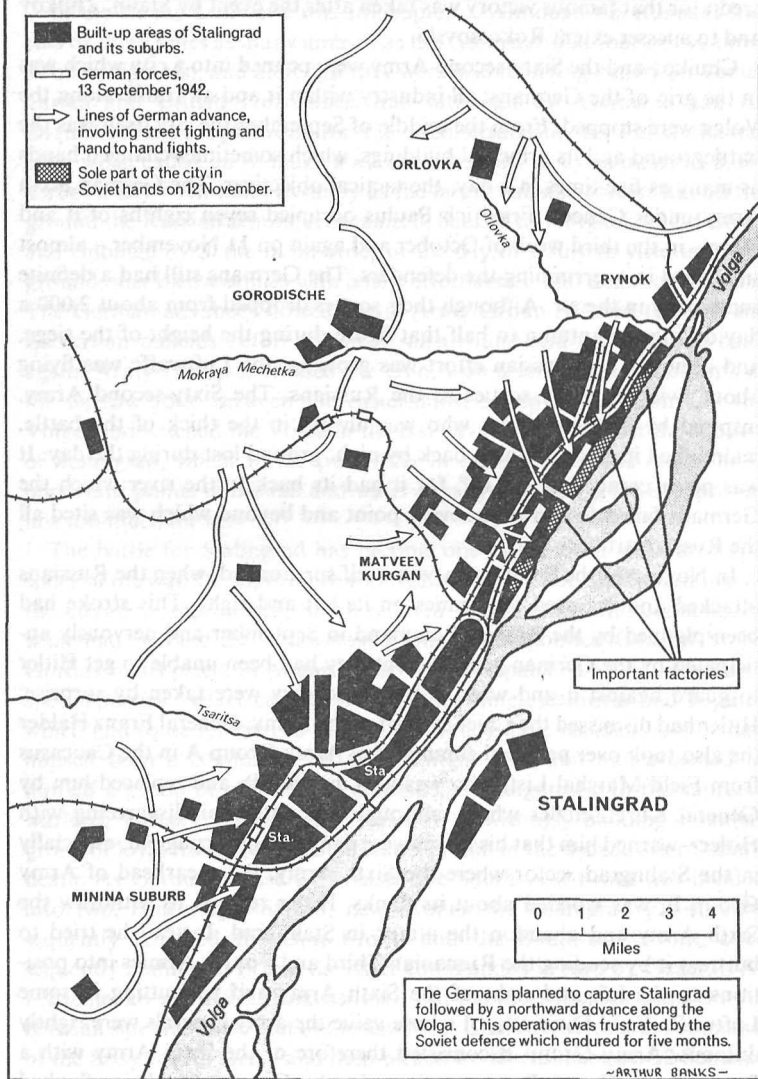 Built-up areas of Stalingrad
and its suburbs.
German forces,
13 September 1942.
Lines of German advance,
involving street fighting and
hand to hand fights.
Sole part of the city in
Soviet hands on 12 November.
ORLOVKA
Orlovka
RYNOK
Volga
GORODISCHE
Mokraya Mechetka
MATVEEV
KURGAN
'Important factories'
Tsaritsa
Sta.
Sta.
STALINGRAD
MININA SUBURB
0 1 2 3 4
Miles
Volga
The Germans planned to capture Stalingrad
followed by a northward advance along the
Volga. This operation was frustrated by the
Soviet defence which endured for five months.
~ARTHUR BANKS~